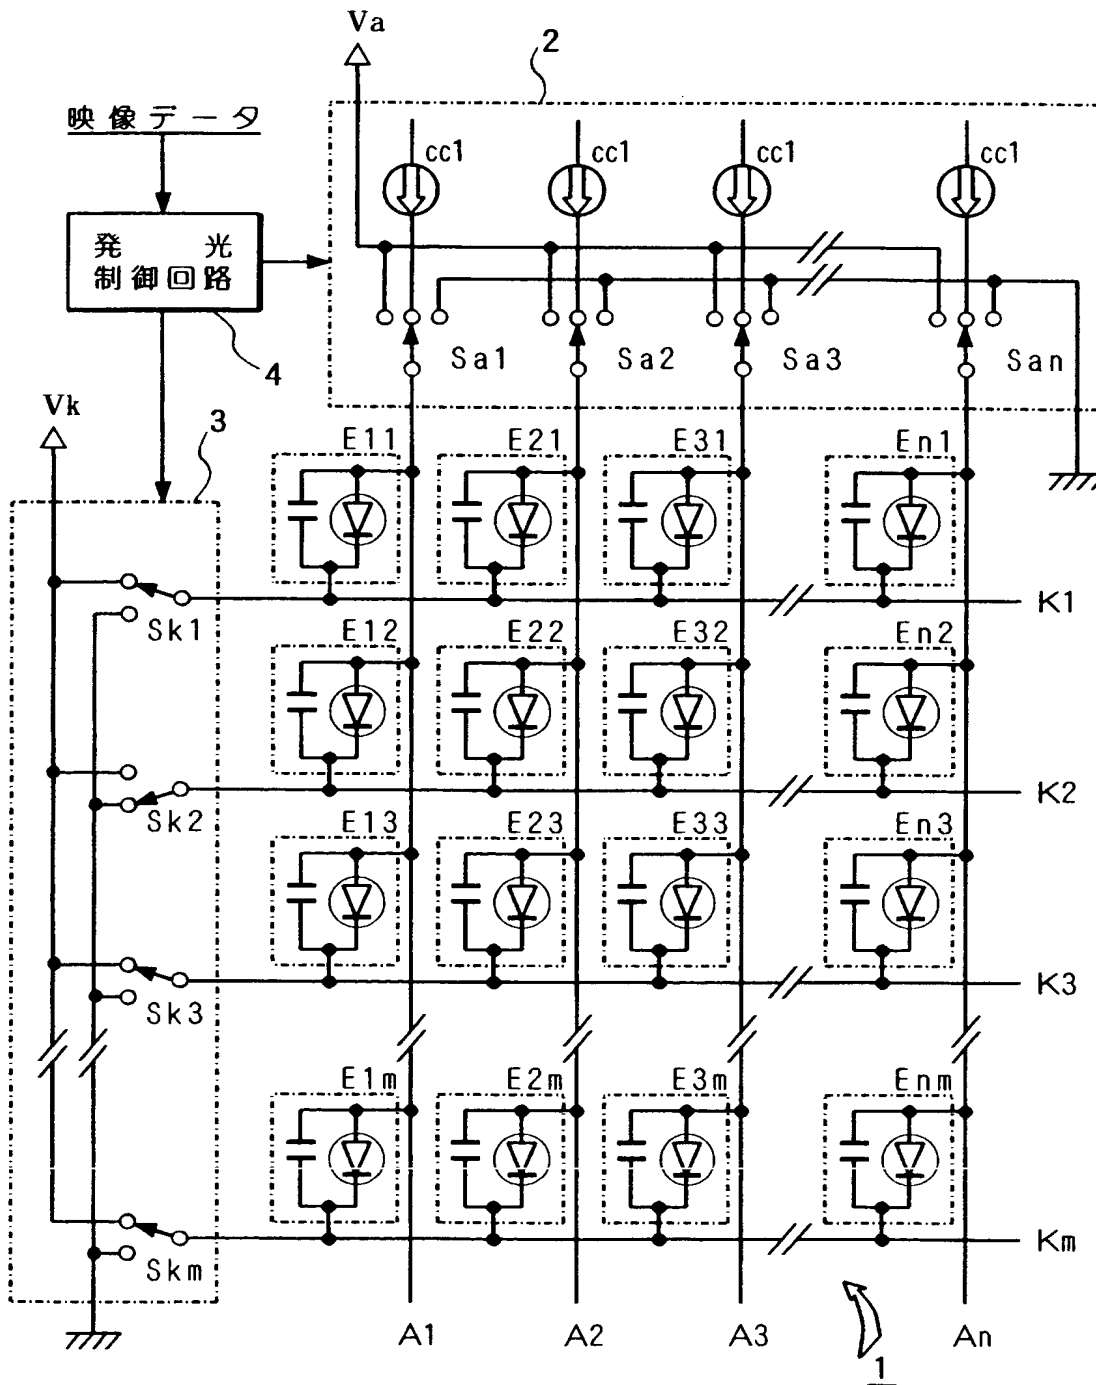 Va
2
映像データ
cc1 cc1 cc1 cc1
発光
制御回路
4
Sa1 Sa2 Sa3 San
Vk
3
E11 E21 E31 En1
Sk1
K1
E12 E22 E32 En2
Sk2
K2
E13 E23 E33 En3
Sk3
K3
E1m E2m E3m Enm
Skm
Km
A1 A2 A3 An
1